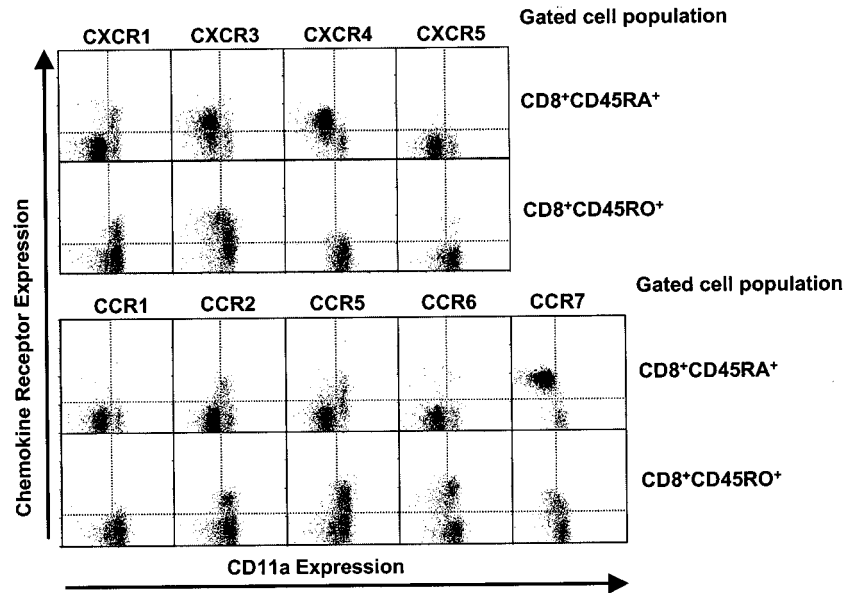 Gated cell population
CXCR1 CXCR3 CXCR4 CXCR5
CD8⁺CD45RA⁺
CD8⁺CD45RO⁺
Gated cell population
CCR1 CCR2 CCR5 CCR6 CCR7
CD8⁺CD45RA⁺
CD8⁺CD45RO⁺
Chemokine Receptor Expression
CD11a Expression